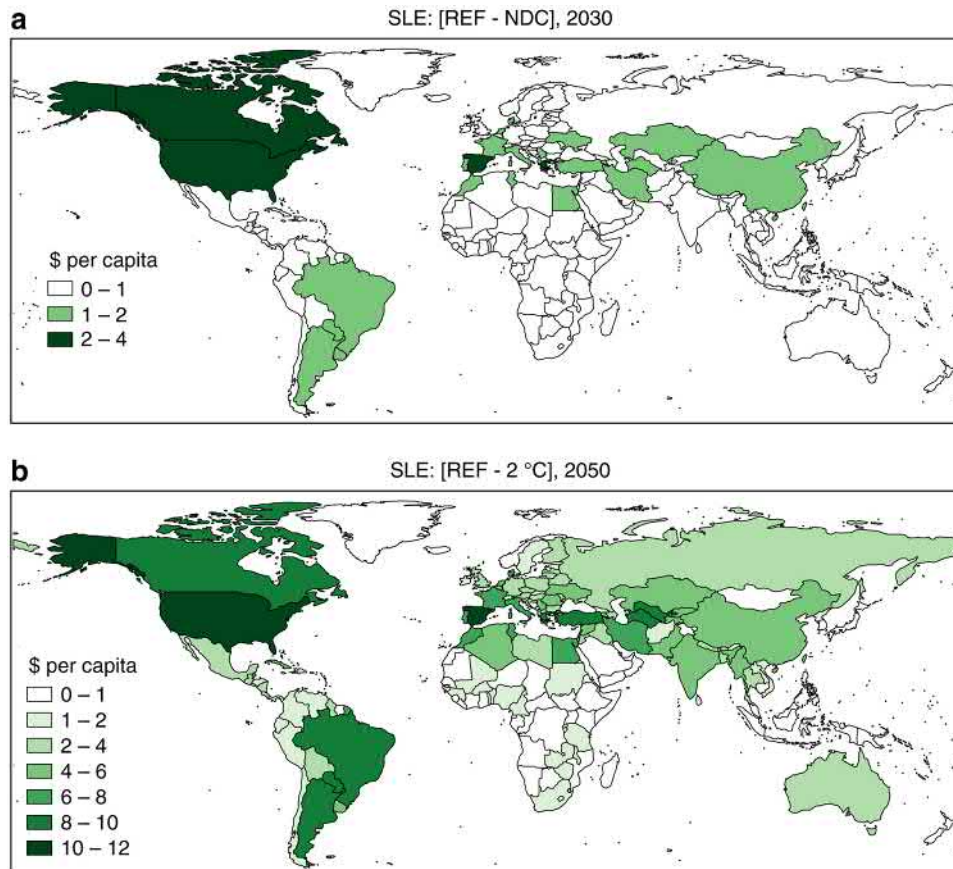 a
SLE: [REF - NDC], 2030
$ per capita
0 – 1
1 – 2
2 – 4
b
SLE: [REF - 2 °C], 2050
$ per capita
0 – 1
1 – 2
2 – 4
4 – 6
6 – 8
8 – 10
10 – 12